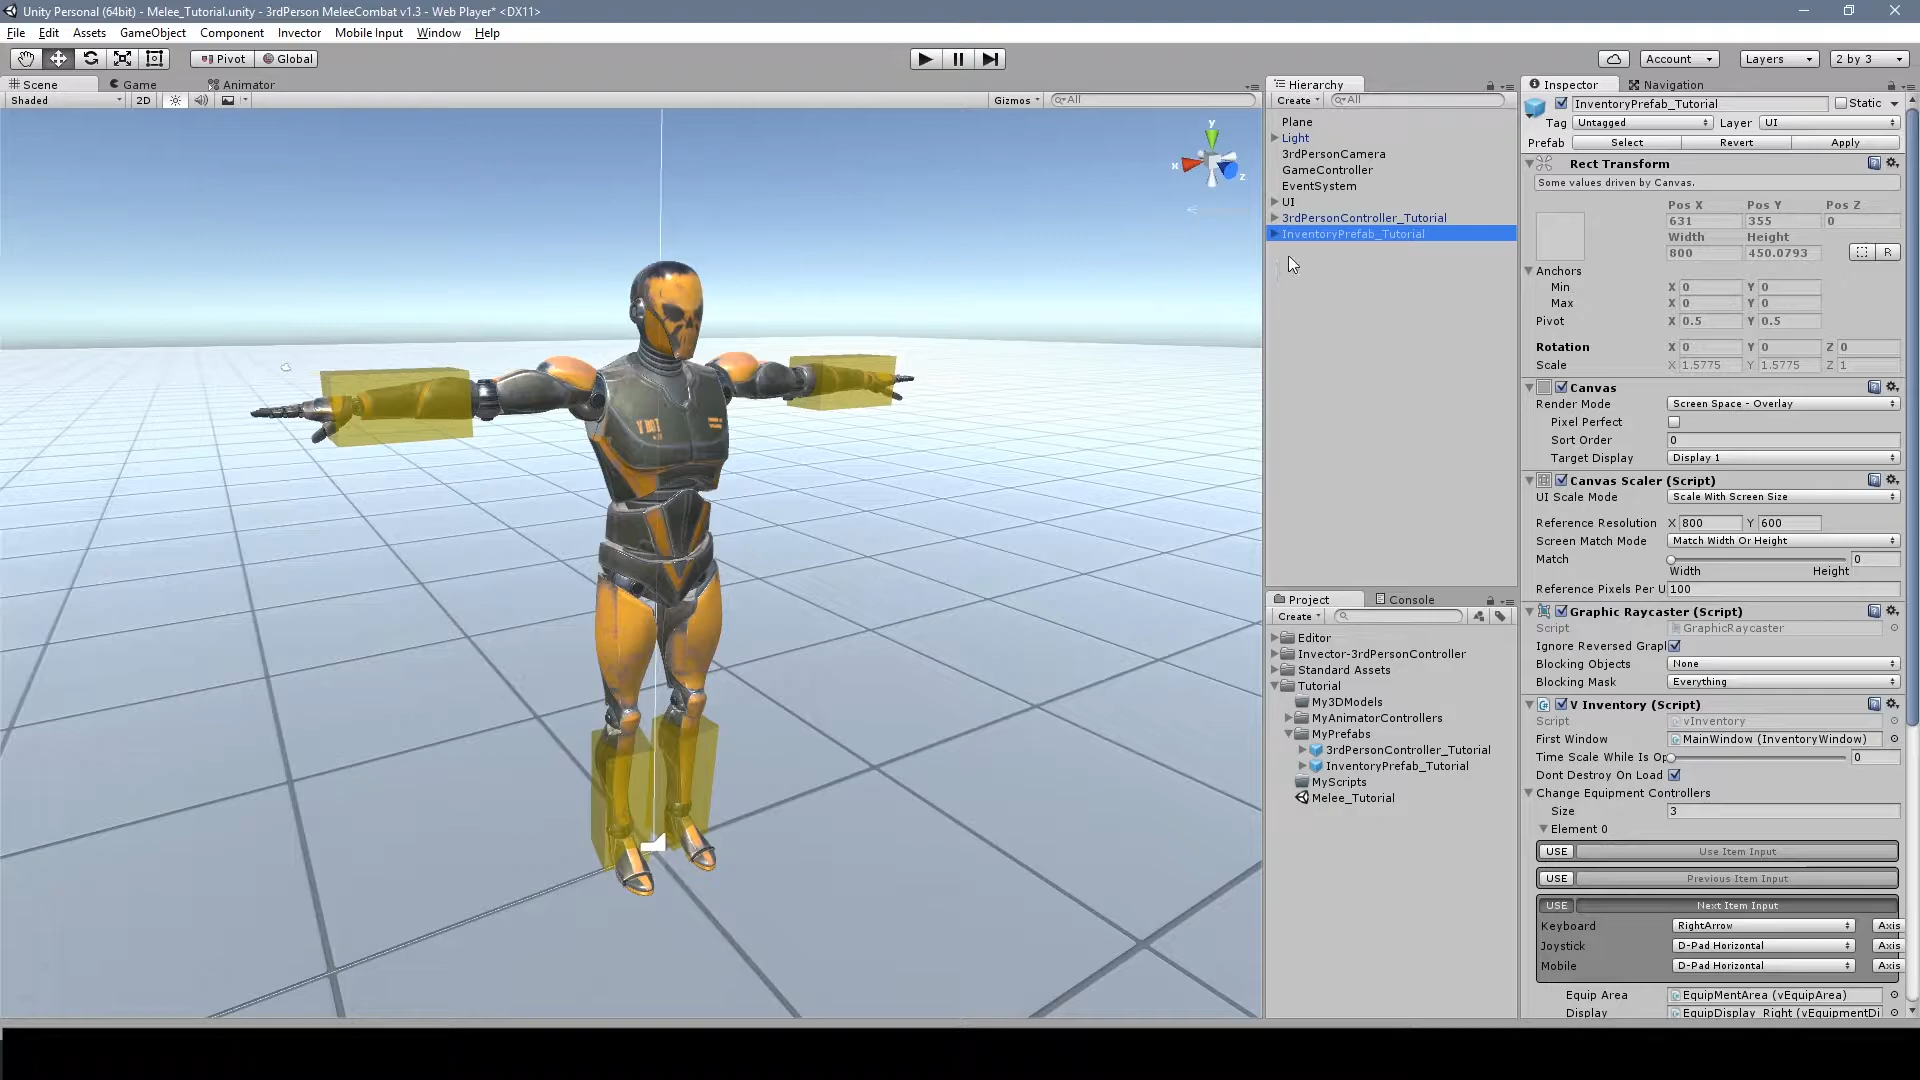 Unity Personal (64bit) - Melee_Tutorial.unity - 3rdPerson MeleeCombat v1.3 - Web Player* <DX11>
File Edit Assets GameObject Component Invector Mobile Input Window Help
Pivot Global Account Layers 2 by 3
Scene Game Animator
Shaded 2D Gizmos All
y
x
z
Y BOT
Hierarchy
Create All
Plane
Light
3rdPersonCamera
GameController
EventSystem
UI
3rdPersonController_Tutorial
InventoryPrefab_Tutorial
Project Console
Create
Editor
Invector-3rdPersonController
Standard Assets
Tutorial
My3DModels
MyAnimatorControllers
MyPrefabs
3rdPersonController_Tutorial
InventoryPrefab_Tutorial
MyScripts
Melee_Tutorial
Inspector Navigation
InventoryPrefab_Tutorial Static
Tag Untagged Layer UI
Prefab Select Revert Apply
Rect Transform
Some values driven by Canvas.
Pos X Pos Y Pos Z
631 355 0
Width Height
800 450.0793 R
Anchors
Min X 0 Y 0
Max X 0 Y 0
Pivot X 0.5 Y 0.5
Rotation X 0 Y 0 Z 0
Scale X 1.5775 Y 1.5775 Z 1
Canvas
Render Mode Screen Space - Overlay
Pixel Perfect
Sort Order 0
Target Display Display 1
Canvas Scaler (Script)
UI Scale Mode Scale With Screen Size
Reference Resolution X 800 Y 600
Screen Match Mode Match Width Or Height
Match 0
Width Height
Reference Pixels Per U 100
Graphic Raycaster (Script)
Script GraphicRaycaster
Ignore Reversed Grapl
Blocking Objects None
Blocking Mask Everything
V Inventory (Script)
Script vInventory
First Window MainWindow (InventoryWindow)
Time Scale While Is Op 0
Dont Destroy On Load
Change Equipment Controllers
Size 3
Element 0
USE Use Item Input
USE Previous Item Input
USE Next Item Input
Keyboard RightArrow Axis
Joystick D-Pad Horizontal Axis
Mobile D-Pad Horizontal Axis
Equip Area EquipMentArea (vEquipArea)
Display EquipDisplay_Right (vEquipmentDi